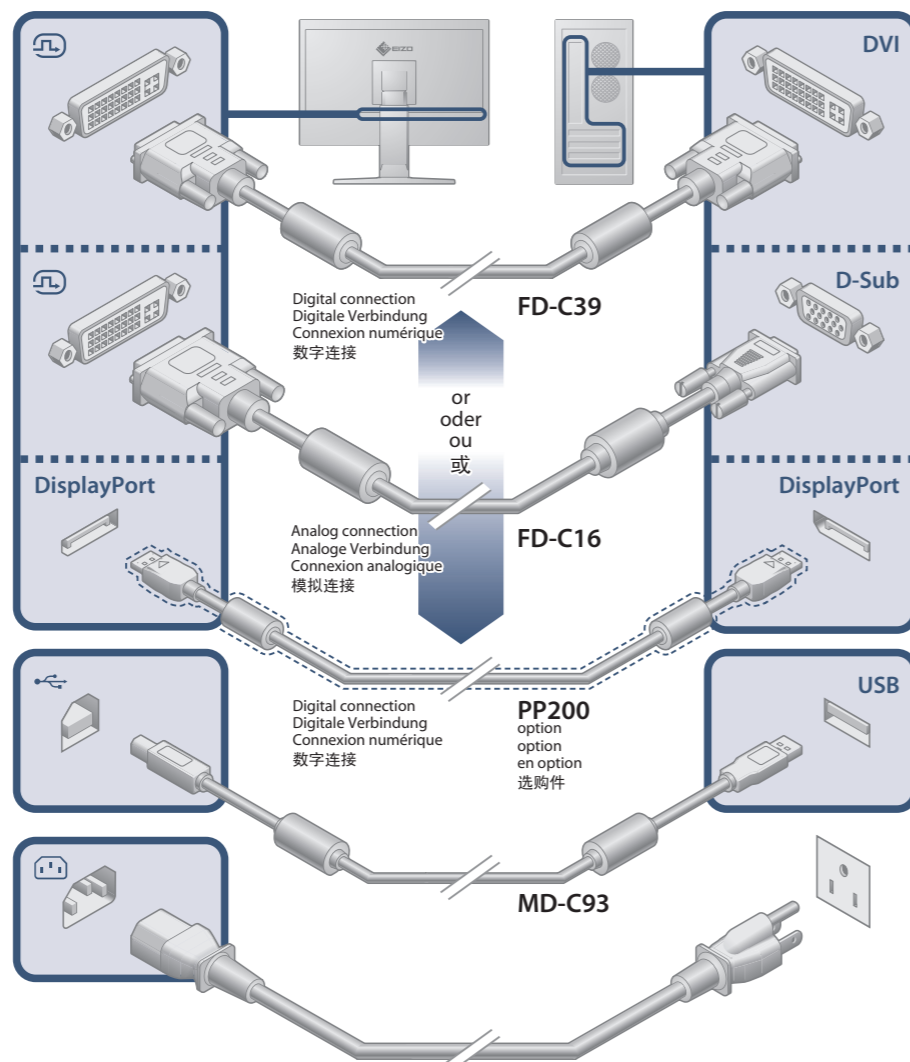 EIZO
DVI
Digital connection
Digitale Verbindung
Connexion numérique
数字连接
FD-C39
D-Sub
or
oder
ou
或
DisplayPort
DisplayPort
Analog connection
Analoge Verbindung
Connexion analogique
模拟连接
FD-C16
Digital connection
Digitale Verbindung
Connexion numérique
数字连接
PP200
option
option
en option
选购件
USB
MD-C93